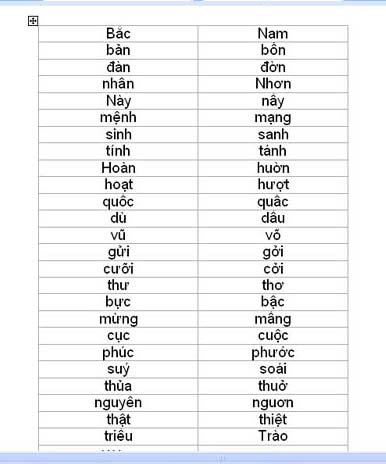 Bắc Nam
bản bổn
đàn đờn
nhân Nhơn
Này nầy
mệnh mạng
sinh sanh
tính tánh
Hoàn huờn
hoạt hượt
quốc quấc
dù dầu
vũ võ
gửi gởi
cưỡi cỡi
thư thơ
bực bậc
mừng mầng
cục cuộc
phúc phước
suý soái
thủa thuở
nguyên nguơn
thật thiệt
triều Trào